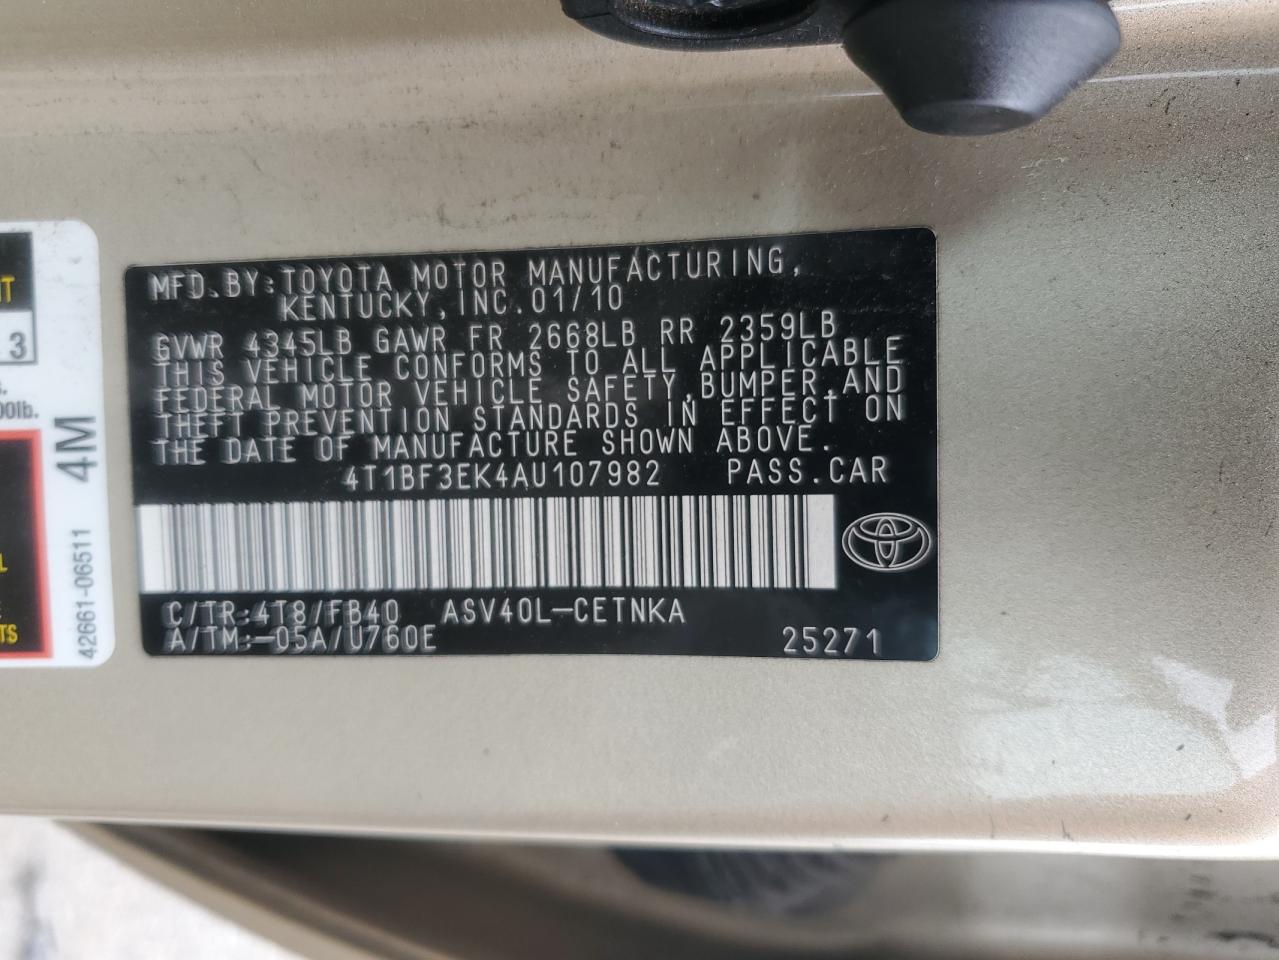 MFD.BY:TOYOTA MOTOR MANUFACTURING,
KENTUCKY, INC.01/10
GVWR 4345LB GAWR FR 2668LB RR 2359LB
THIS VEHICLE CONFORMS TO ALL APPLICABLE
FEDERAL MOTOR VEHICLE SAFETY,BUMPER,AND
THEFT PREVENTION STANDARDS IN EFFECT ON
THE DATE OF MANUFACTURE SHOWN ABOVE.
4T1BF3EK4AU107982 PASS.CAR
C/TR:4T8/FB40 ASV40L-CETNKA
A/TM:-05A/U760E 25271
3
00lb.
4M
42661-06511